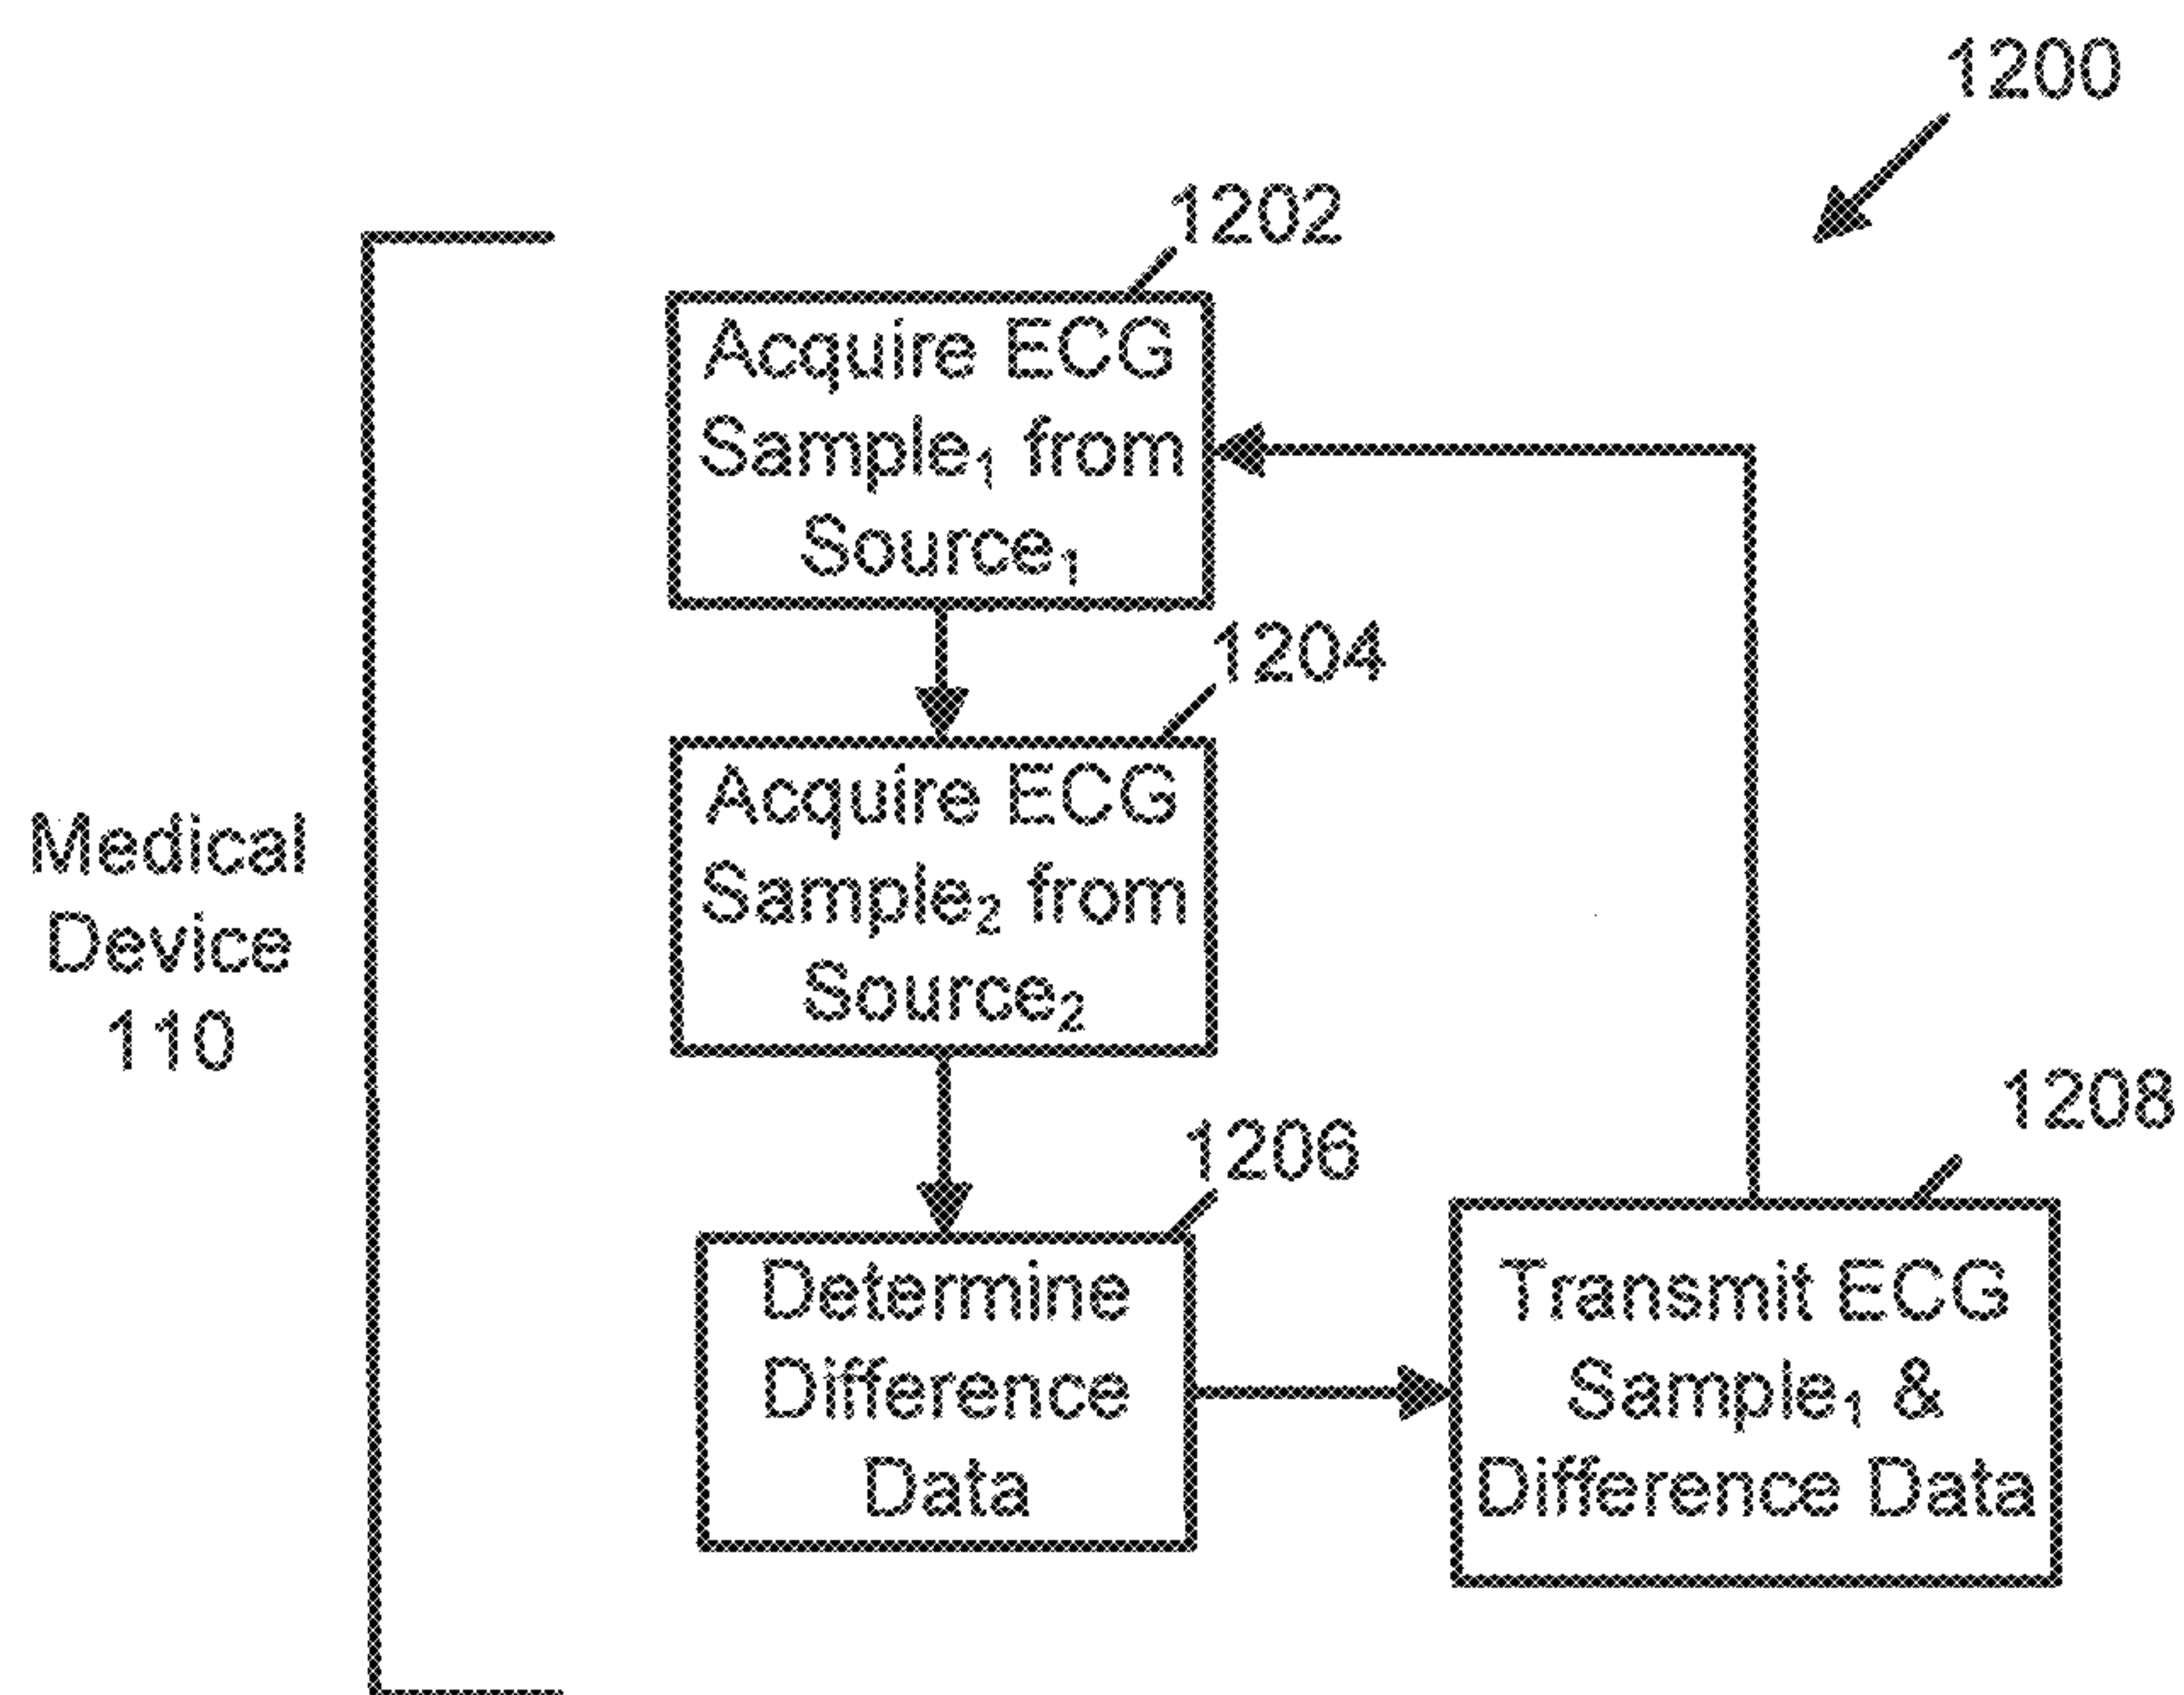 1200
1202
Acquire ECG
Sample₁ from
Source₁
1204
Acquire ECG
Sample₂ from
Source₂
Medical
Device
110
1206
Determine
Difference
Data
1208
Transmit ECG
Sample₁ &
Difference Data